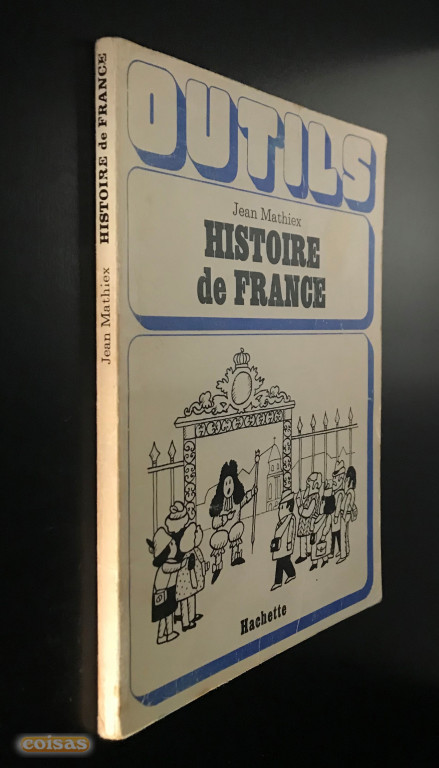 Jean Mathiex HISTOIRE de FRANCE
OUTILS
Jean Mathiex
HISTOIRE
de FRANCE
Hachette
coisas